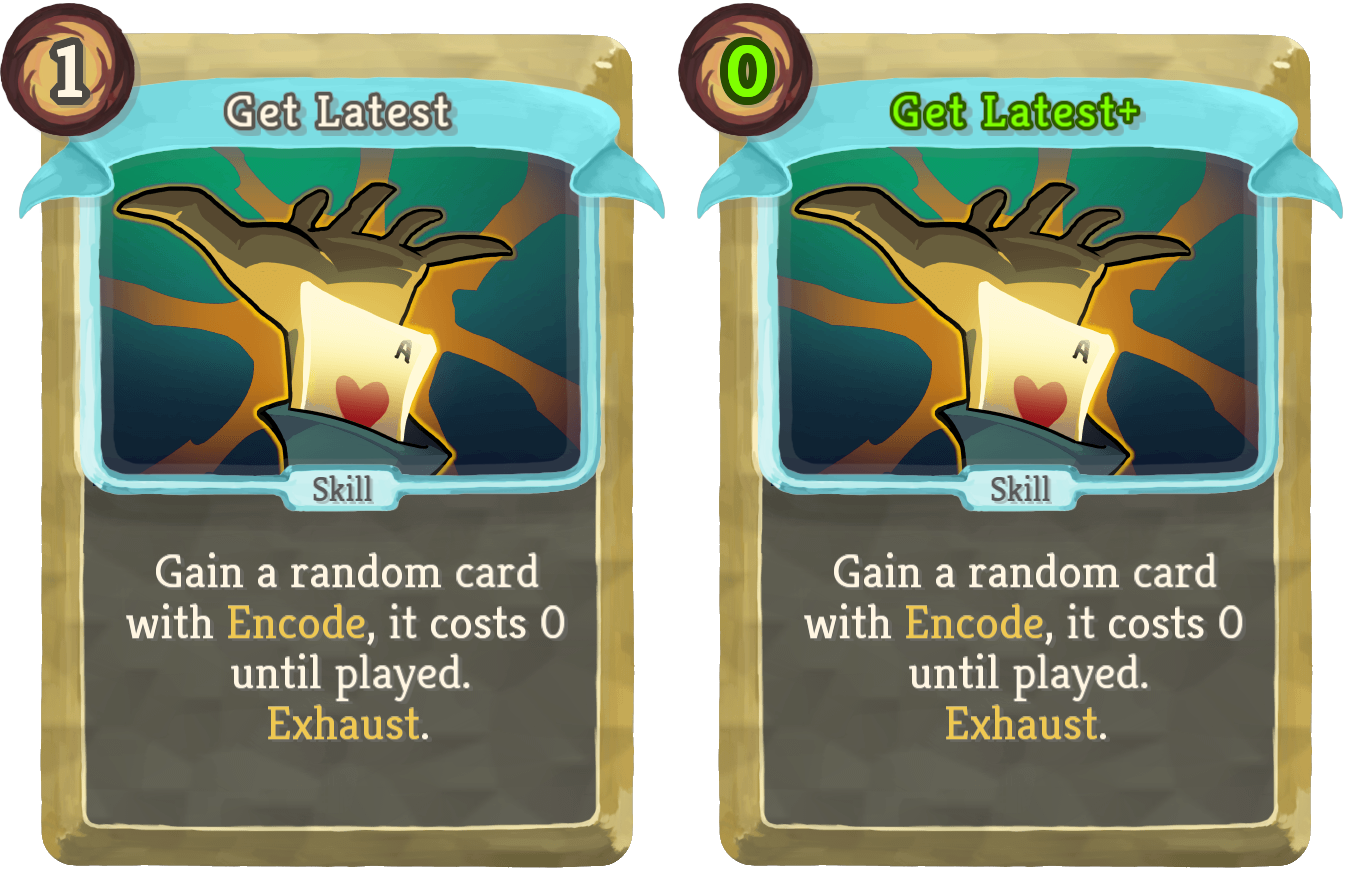 1
Get Latest
A
Skill
Gain a random card
with Encode, it costs 0
until played.
Exhaust.
0
Get Latest+
A
Skill
Gain a random card
with Encode, it costs 0
until played.
Exhaust.